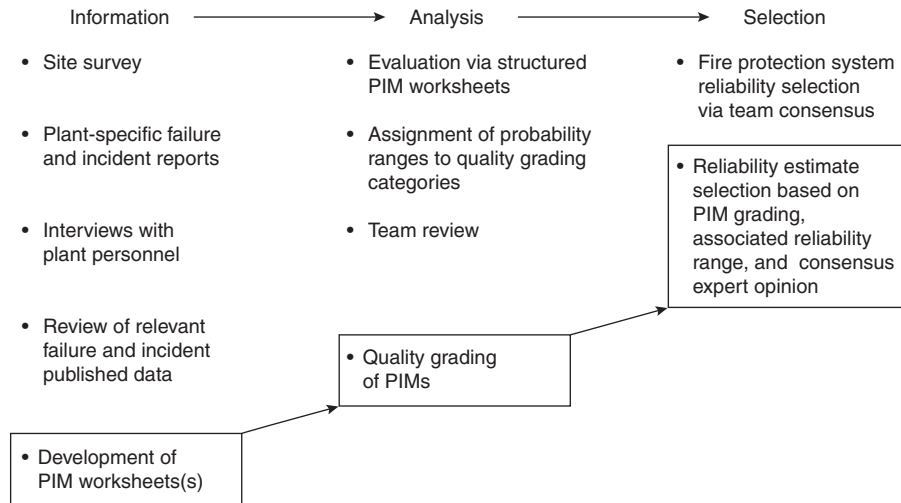 Information
Analysis
Selection
• Site survey
• Plant-specific failure
and incident reports
• Interviews with
plant personnel
• Review of relevant
failure and incident
published data
• Development of
PIM worksheets(s)
• Evaluation via structured
PIM worksheets
• Assignment of probability
ranges to quality grading
categories
• Team review
• Quality grading
of PIMs
• Fire protection system
reliability selection
via team consensus
• Reliability estimate
selection based on
PIM grading,
associated reliability
range, and consensus
expert opinion